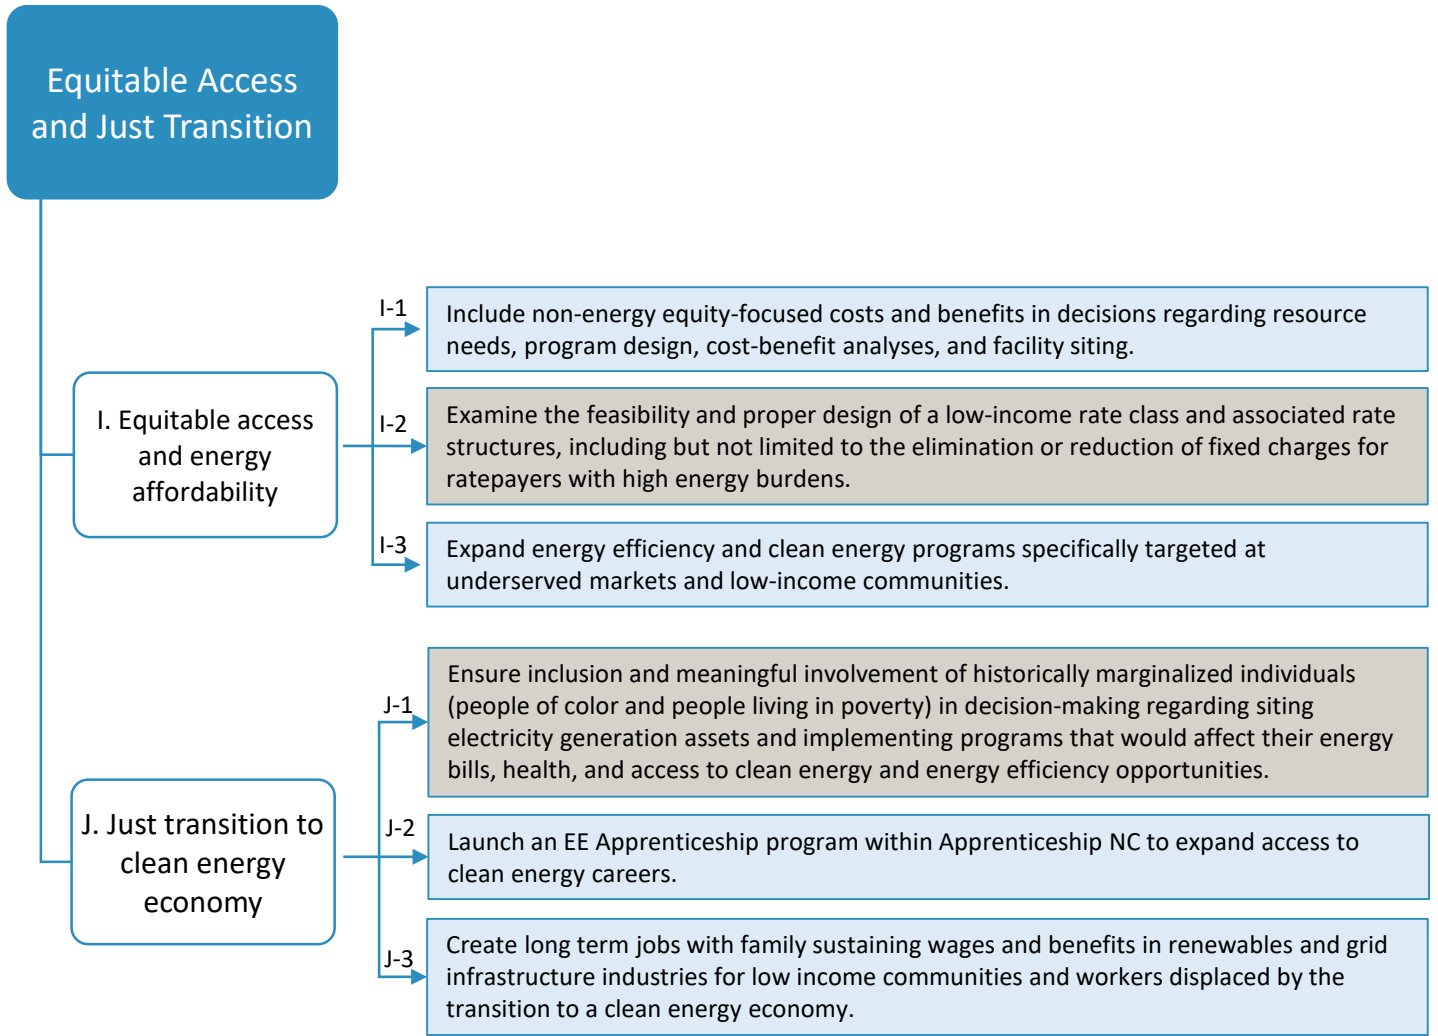 Equitable Access
and Just Transition
I. Equitable access
and energy
affordability
I-1
Include non-energy equity-focused costs and benefits in decisions regarding resource
needs, program design, cost-benefit analyses, and facility siting.
I-2
Examine the feasibility and proper design of a low-income rate class and associated rate
structures, including but not limited to the elimination or reduction of fixed charges for
ratepayers with high energy burdens.
I-3
Expand energy efficiency and clean energy programs specifically targeted at
underserved markets and low-income communities.
J. Just transition to
clean energy
economy
J-1
Ensure inclusion and meaningful involvement of historically marginalized individuals
(people of color and people living in poverty) in decision-making regarding siting
electricity generation assets and implementing programs that would affect their energy
bills, health, and access to clean energy and energy efficiency opportunities.
J-2
Launch an EE Apprenticeship program within Apprenticeship NC to expand access to
clean energy careers.
J-3
Create long term jobs with family sustaining wages and benefits in renewables and grid
infrastructure industries for low income communities and workers displaced by the
transition to a clean energy economy.